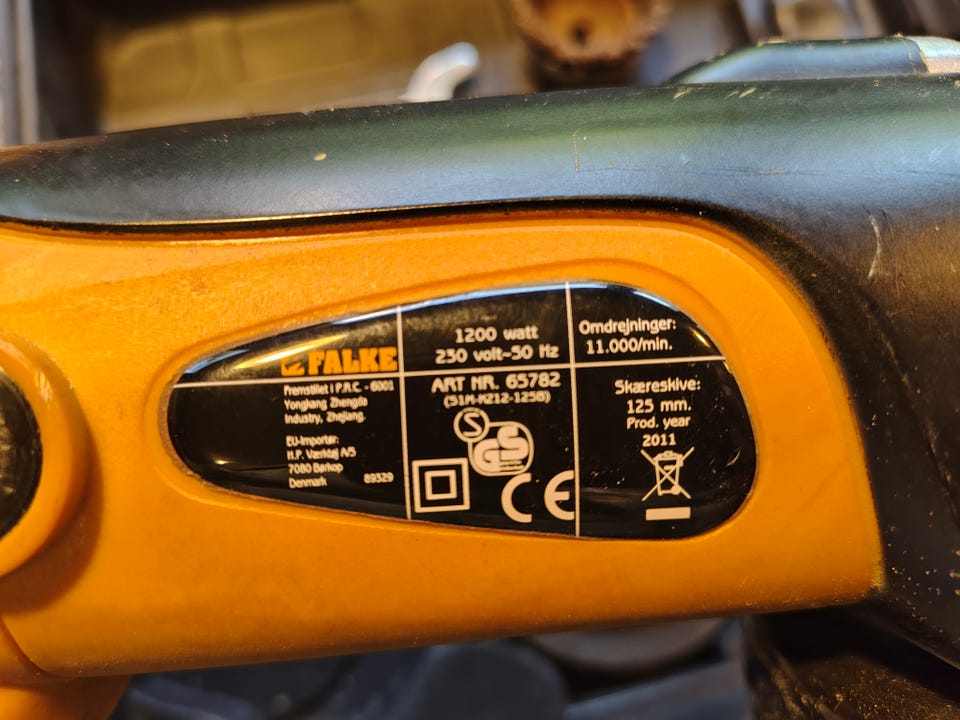 FALKE
Fremstillet i P.R.C. - 6001
Yongkang Zhengda
Industry, Zhejiang.
EU-Importør:
H.P. Værktøj A/S
7080 Børkop
Denmark 89329
1200 watt
230 volt~50 Hz
ART NR. 65782
(S1M-HZ12-125B)
S
GS
CE
Omdrejninger:
11.000/min.
Skæreskive:
125 mm.
Prod. year
2011